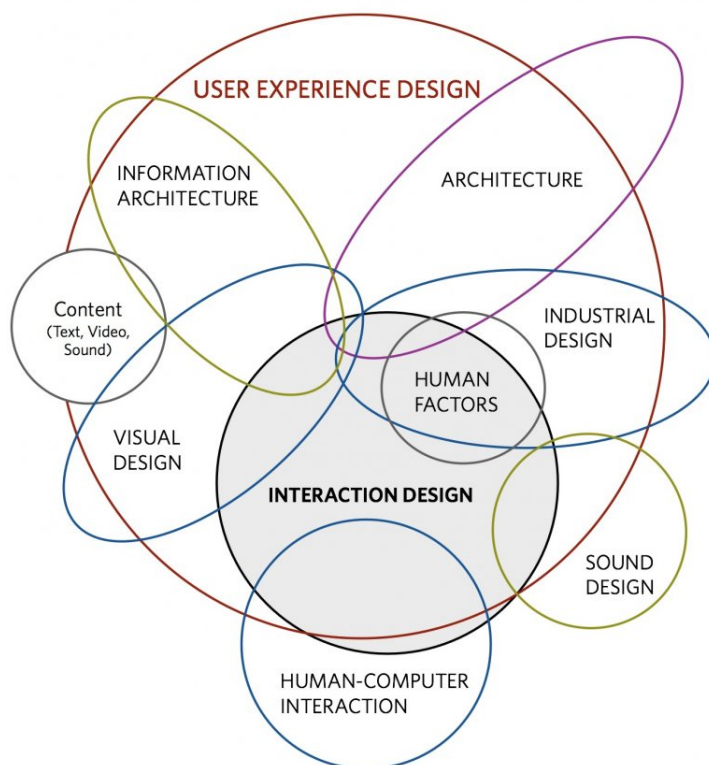 USER EXPERIENCE DESIGN
INFORMATION
ARCHITECTURE
ARCHITECTURE
Content
(Text, Video,
Sound)
INDUSTRIAL
DESIGN
HUMAN
FACTORS
VISUAL
DESIGN
INTERACTION DESIGN
SOUND
DESIGN
HUMAN-COMPUTER
INTERACTION